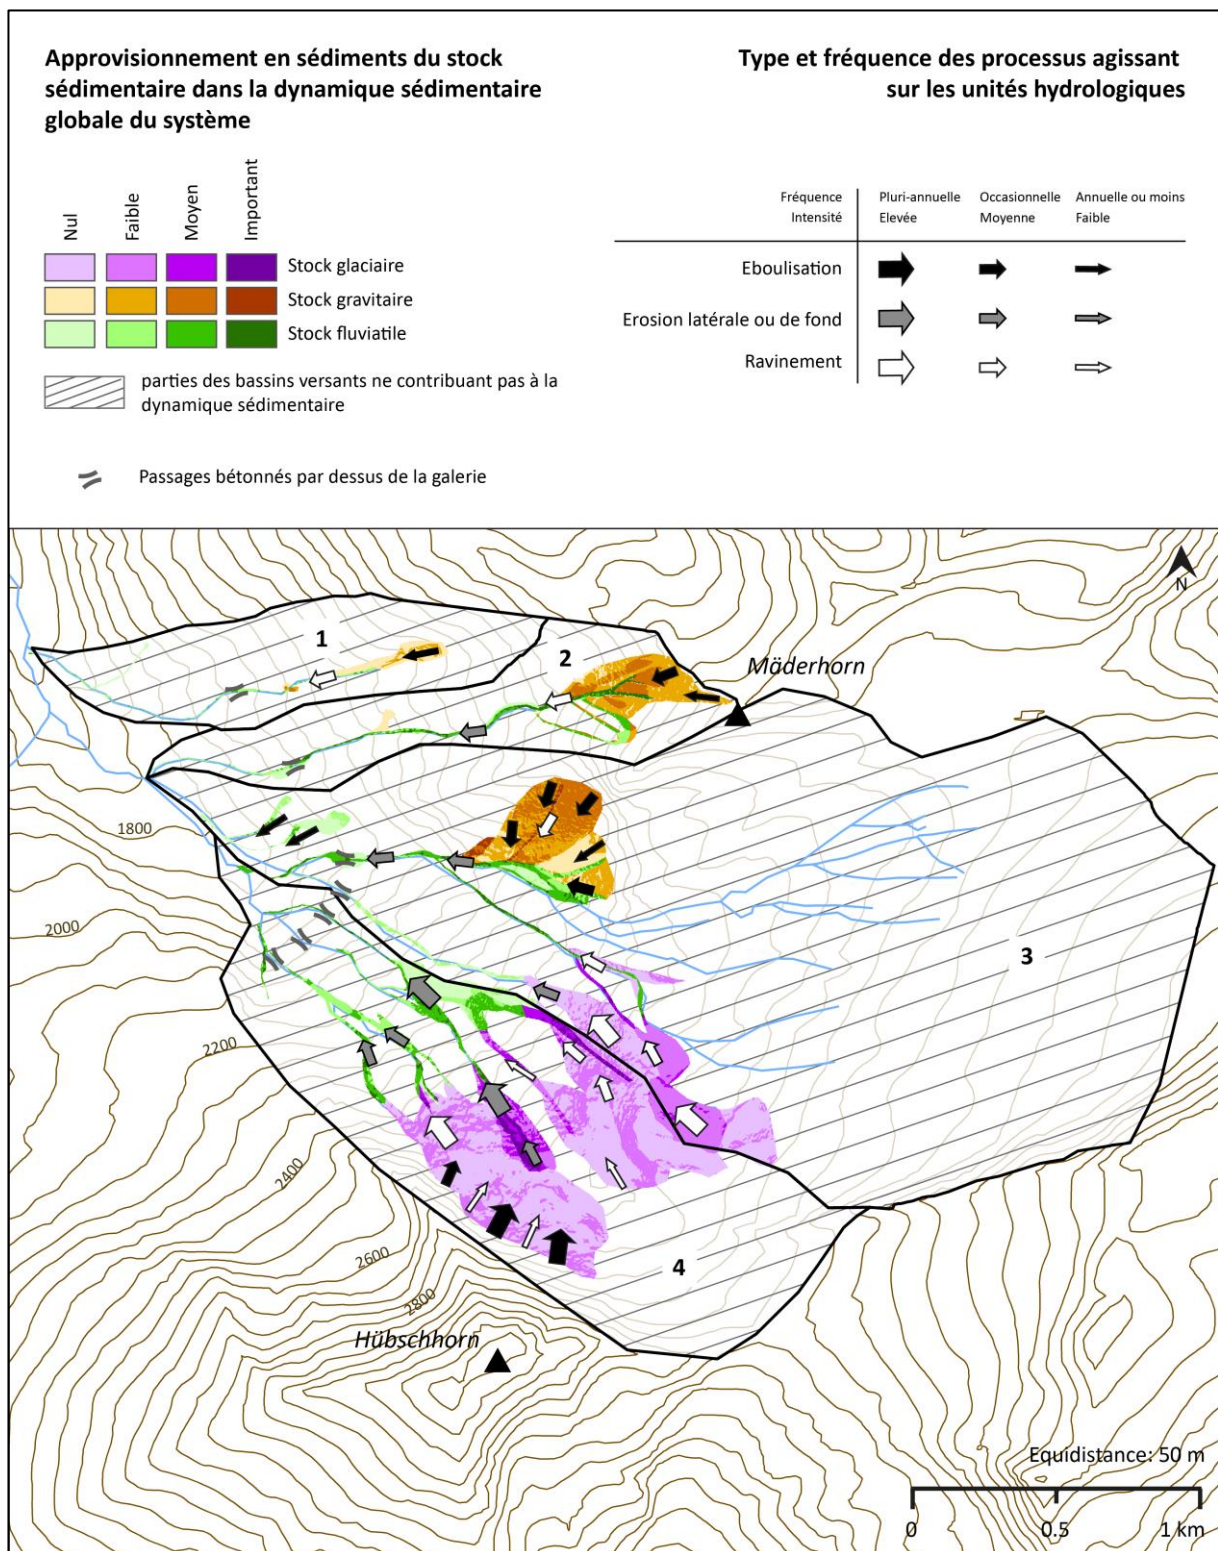 Approvisionnement en sédiments du stock
sédimentaire dans la dynamique sédimentaire
globale du système
Nul
Faible
Moyen
Important
Stock glaciaire
Stock gravitaire
Stock fluviatile
parties des bassins versants ne contribuant pas à la
dynamique sédimentaire
Passages bétonnés par dessus de la galerie
Type et fréquence des processus agissant
sur les unités hydrologiques
Fréquence Pluri-annuelle Occasionnelle Annuelle ou moins
Intensité Elevée Moyenne Faible
Eboulisation
Erosion latérale ou de fond
Ravinement
N
1
2
Mäderhorn
1800
2000
3
2200
2400
2600
4
2800
Hübschhorn
Equidistance: 50 m
0 0.5 1 km